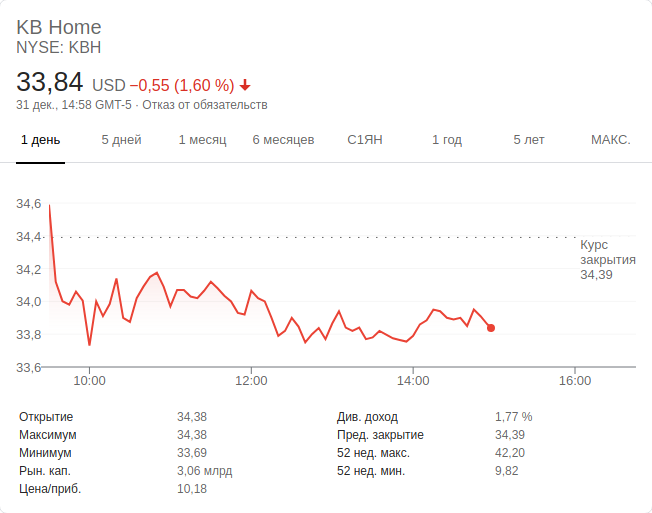 KB Home
NYSE: KBH
33,84 USD −0,55 (1,60 %)
31 дек., 14:58 GMT-5 · Отказ от обязательств
1 день 5 дней 1 месяц 6 месяцев С1ЯН 1 год 5 лет МАКС.
34,6
34,4
Курс
закрытия
34,39
34,2
34,0
33,8
33,6
10:00 12:00 14:00 16:00
Открытие 34,38 Див. доход 1,77 %
Максимум 34,38 Пред. закрытие 34,39
Минимум 33,69 52 нед. макс. 42,20
Рын. кап. 3,06 млрд 52 нед. мин. 9,82
Цена/приб. 10,18